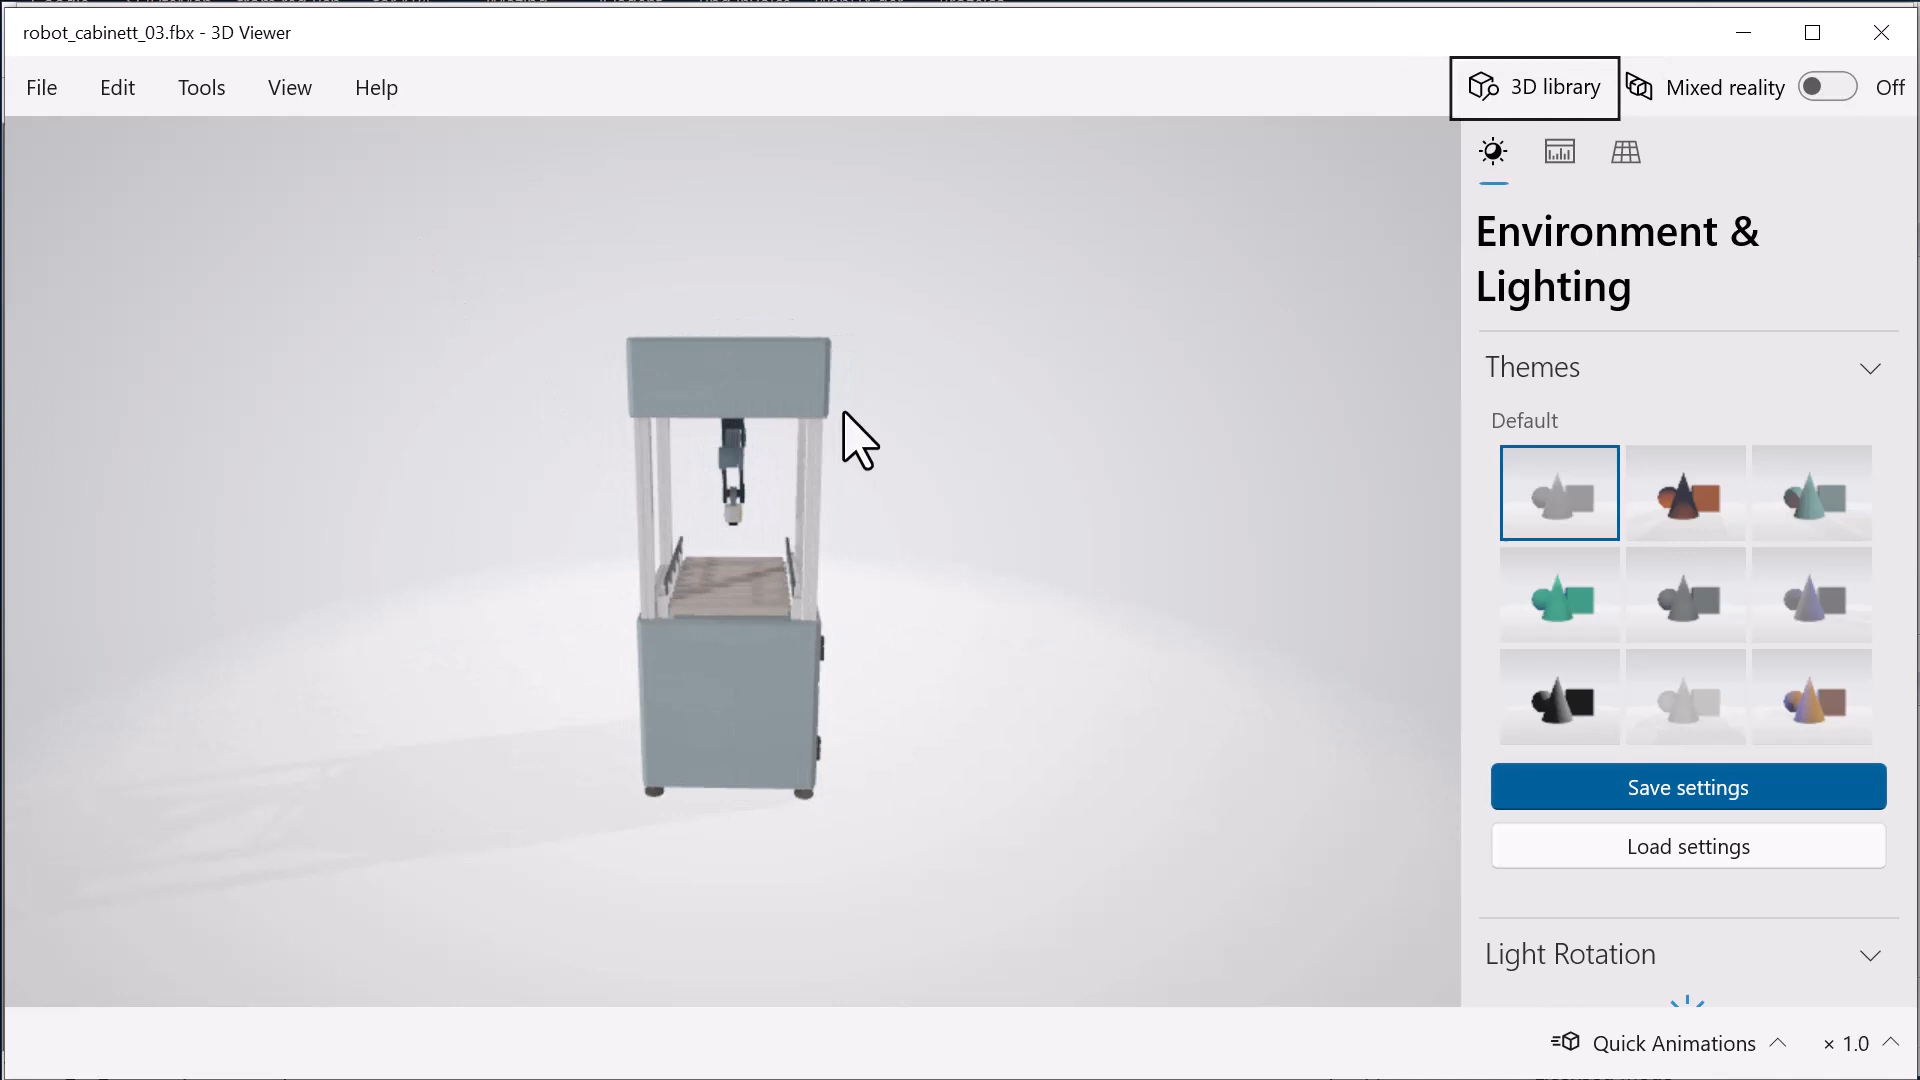 robot_cabinett_03.fbx - 3D Viewer
File Edit Tools View Help
3D library Mixed reality Off
Environment &
Lighting
Themes
Default
Save settings
Load settings
Light Rotation
Quick Animations × 1.0